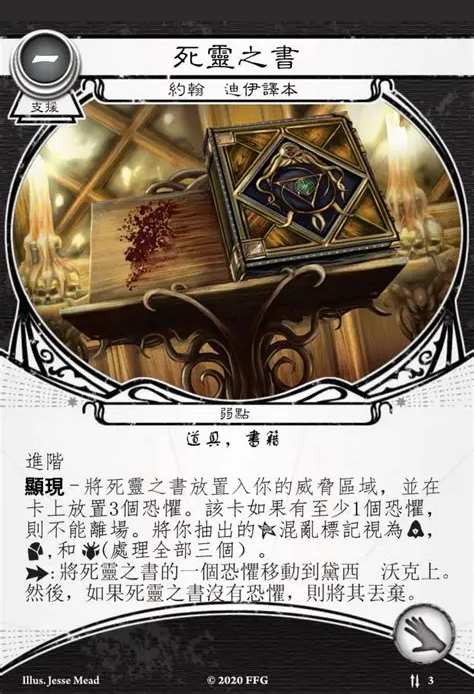 死靈之書
約翰　迪伊譯本
支援
弱點
道具，書籍
進階
顯現－將死靈之書放置入你的威脅區域，並在
卡上放置3個恐懼。該卡如果有至少1個恐懼，
則不能離場。將你抽出的混亂標記視為，
，和(處理全部三個）。
:將死靈之書的一個恐懼移動到黛西　沃克上。
然後，如果死靈之書沒有恐懼，則將其丟棄。
Illus. Jesse Mead
© 2020 FFG
3